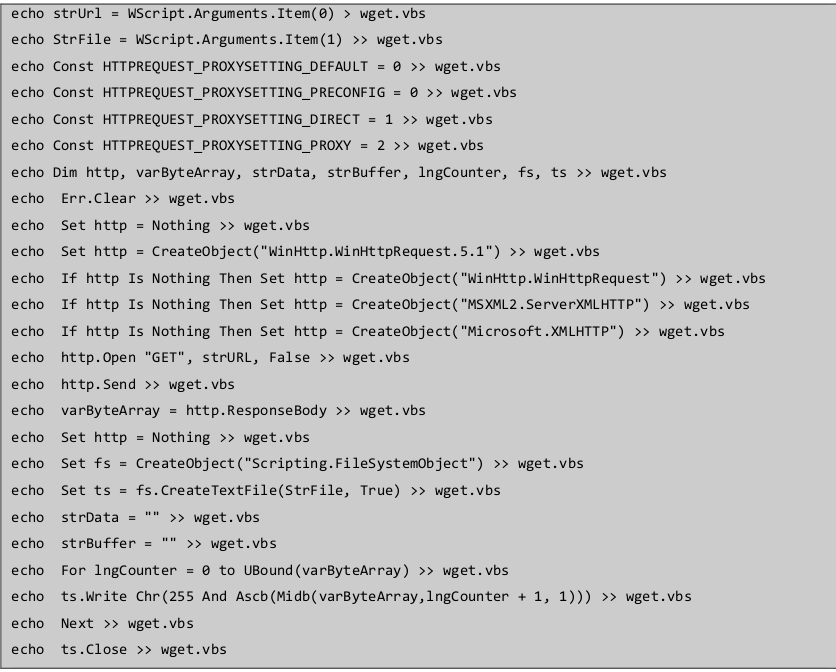 echo strUrl = WScript.Arguments.Item(0) > wget.vbs
echo StrFile = WScript.Arguments.Item(1) >> wget.vbs
echo Const HTTPREQUEST_PROXYSETTING_DEFAULT = 0 >> wget.vbs
echo Const HTTPREQUEST_PROXYSETTING_PRECONFIG = 0 >> wget.vbs
echo Const HTTPREQUEST_PROXYSETTING_DIRECT = 1 >> wget.vbs
echo Const HTTPREQUEST_PROXYSETTING_PROXY = 2 >> wget.vbs
echo Dim http, varByteArray, strData, strBuffer, lngCounter, fs, ts >> wget.vbs
echo  Err.Clear >> wget.vbs
echo  Set http = Nothing >> wget.vbs
echo  Set http = CreateObject("WinHttp.WinHttpRequest.5.1") >> wget.vbs
echo  If http Is Nothing Then Set http = CreateObject("WinHttp.WinHttpRequest") >> wget.vbs
echo  If http Is Nothing Then Set http = CreateObject("MSXML2.ServerXMLHTTP") >> wget.vbs
echo  If http Is Nothing Then Set http = CreateObject("Microsoft.XMLHTTP") >> wget.vbs
echo  http.Open "GET", strURL, False >> wget.vbs
echo  http.Send >> wget.vbs
echo  varByteArray = http.ResponseBody >> wget.vbs
echo  Set http = Nothing >> wget.vbs
echo  Set fs = CreateObject("Scripting.FileSystemObject") >> wget.vbs
echo  Set ts = fs.CreateTextFile(StrFile, True) >> wget.vbs
echo  strData = "" >> wget.vbs
echo  strBuffer = "" >> wget.vbs
echo  For lngCounter = 0 to UBound(varByteArray) >> wget.vbs
echo  ts.Write Chr(255 And Ascb(Midb(varByteArray,lngCounter + 1, 1))) >> wget.vbs
echo  Next >> wget.vbs
echo  ts.Close >> wget.vbs